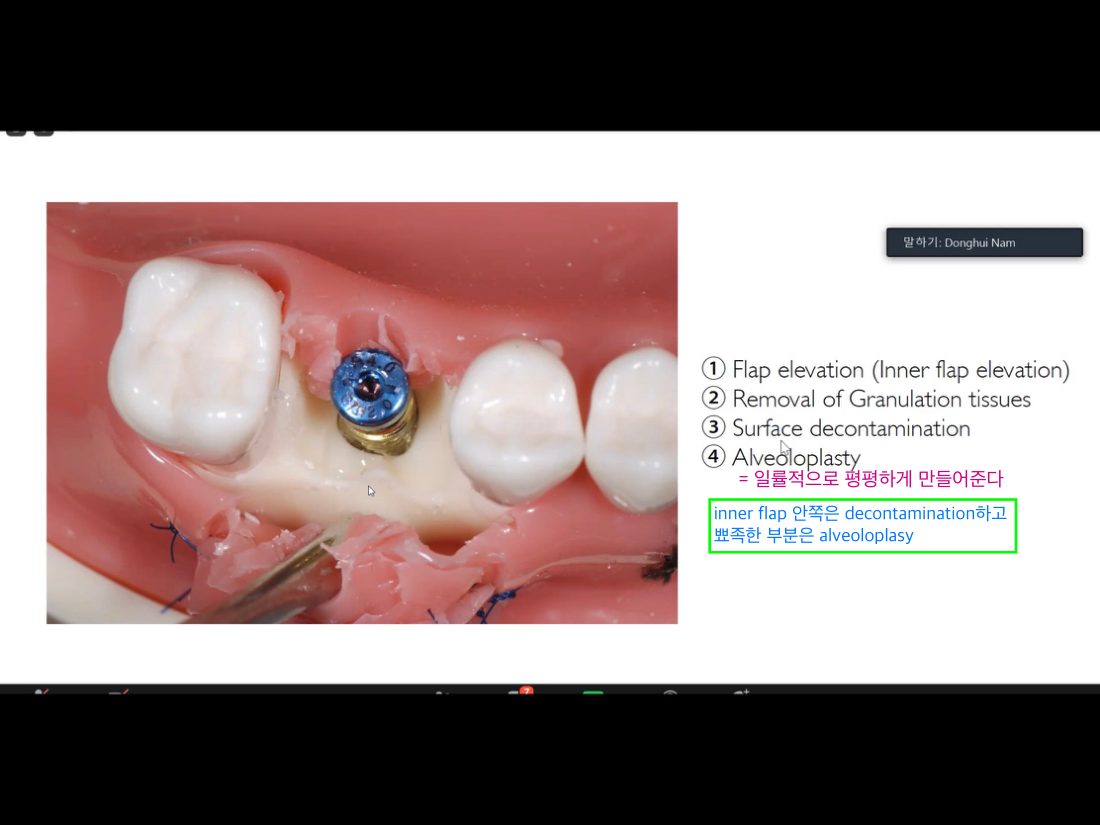 말하기: Donghui Nam
① Flap elevation (Inner flap elevation)
② Removal of Granulation tissues
③ Surface decontamination
④ Alveoloplasty
= 일률적으로 평평하게 만들어준다
inner flap 안쪽은 decontamination하고
뾰족한 부분은 alveoloplasy
7